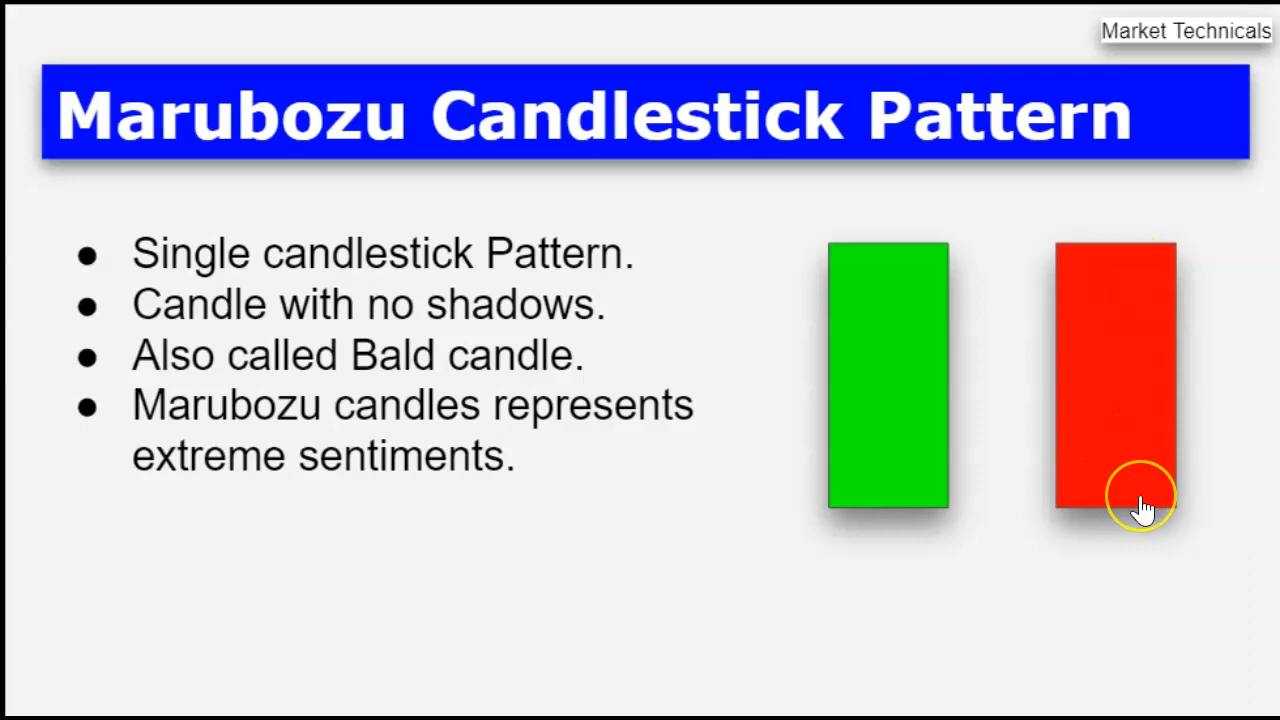 Market Technicals
Marubozu Candlestick Pattern
● Single candlestick Pattern.
● Candle with no shadows.
● Also called Bald candle.
● Marubozu candles represents
extreme sentiments.